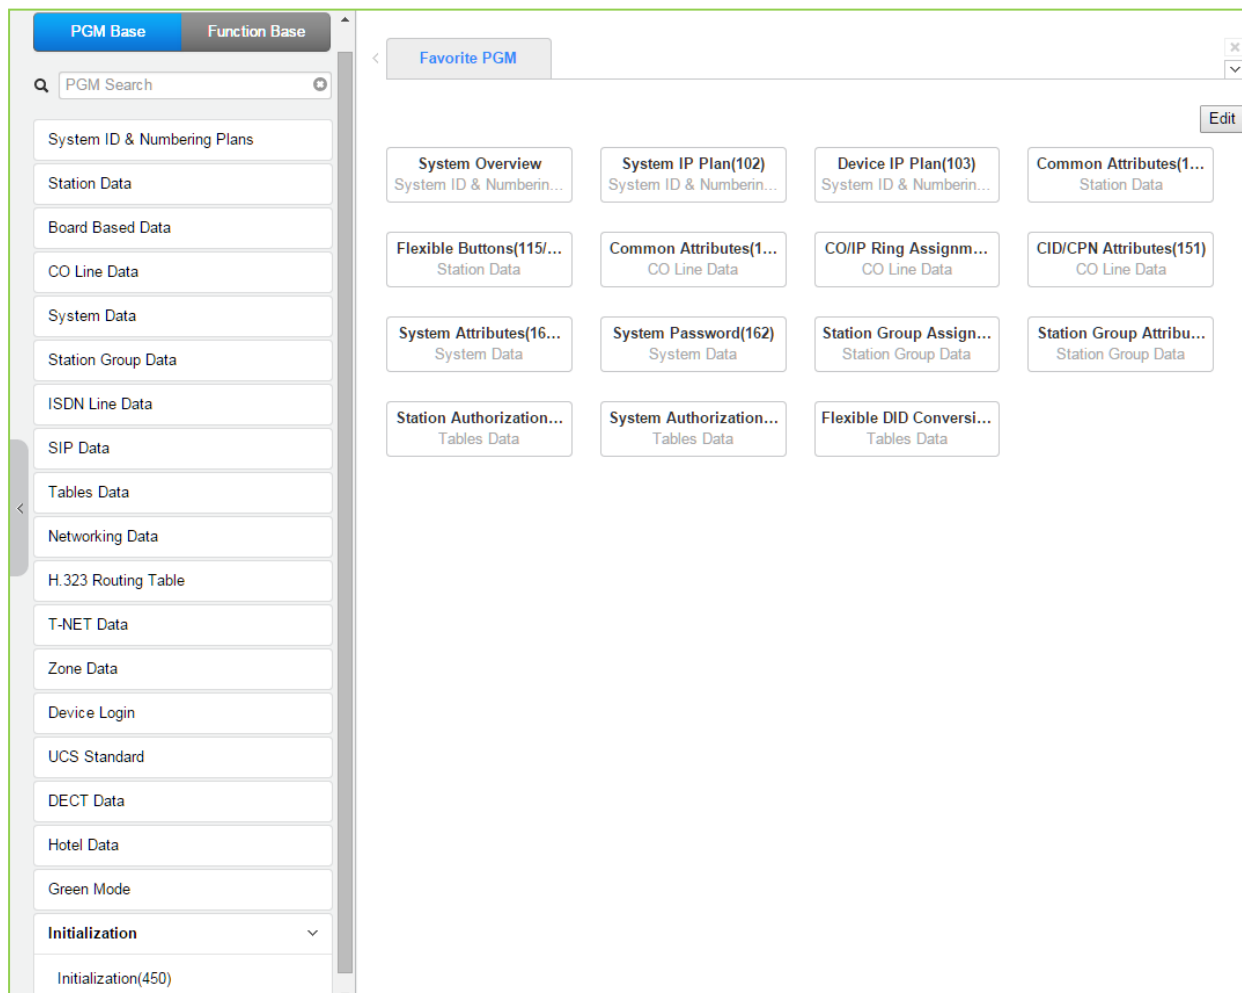 PGM Base
Function Base
PGM Search
System ID & Numbering Plans
Station Data
Board Based Data
CO Line Data
System Data
Station Group Data
ISDN Line Data
SIP Data
Tables Data
Networking Data
H.323 Routing Table
T-NET Data
Zone Data
Device Login
UCS Standard
DECT Data
Hotel Data
Green Mode
Initialization
Initialization(450)
Favorite PGM
Edit
System Overview
System ID & Numberin...
System IP Plan(102)
System ID & Numberin...
Device IP Plan(103)
System ID & Numberin...
Common Attributes(1...
Station Data
Flexible Buttons(115/...
Station Data
Common Attributes(1...
CO Line Data
CO/IP Ring Assignm...
CO Line Data
CID/CPN Attributes(151)
CO Line Data
System Attributes(16...
System Data
System Password(162)
System Data
Station Group Assign...
Station Group Data
Station Group Attribu...
Station Group Data
Station Authorization...
Tables Data
System Authorization...
Tables Data
Flexible DID Conversi...
Tables Data